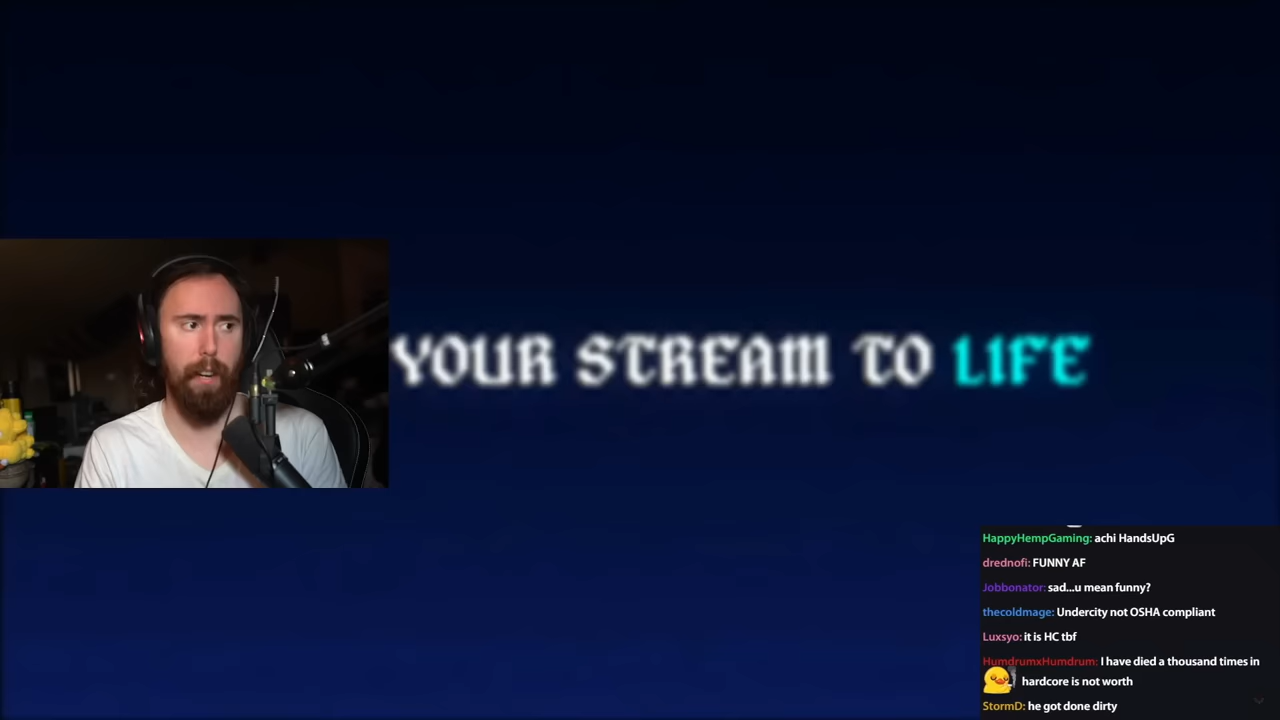 YOUR STREAM TO LIFE
HappyHempGaming: achi HandsUpG
drednofi: FUNNY AF
Jobbonator: sad...u mean funny?
thecoldmage: Undercity not OSHA compliant
Luxsyo: it is HC tbf
HumdrumxHumdrum: I have died a thousand times in
hardcore is not worth
StormD: he got done dirty